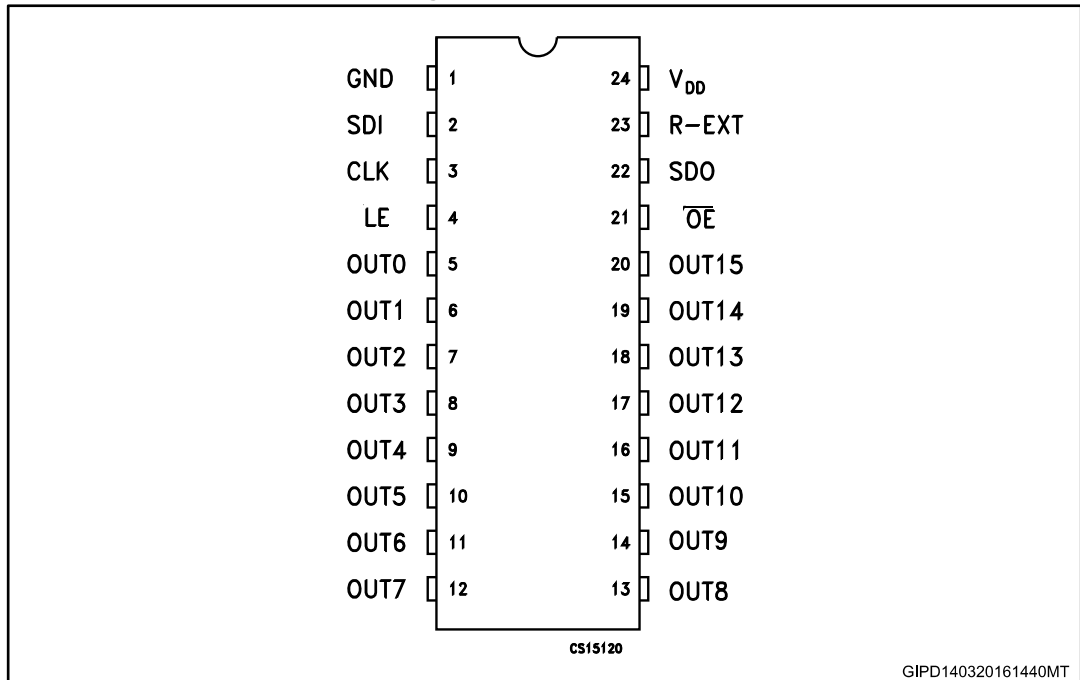 GND 1 24 VDD
SDI 2 23 R-EXT
CLK 3 22 SDO
LE 4 21 O̅E̅
OUT0 5 20 OUT15
OUT1 6 19 OUT14
OUT2 7 18 OUT13
OUT3 8 17 OUT12
OUT4 9 16 OUT11
OUT5 10 15 OUT10
OUT6 11 14 OUT9
OUT7 12 13 OUT8
CS15120
GIPD140320161440MT